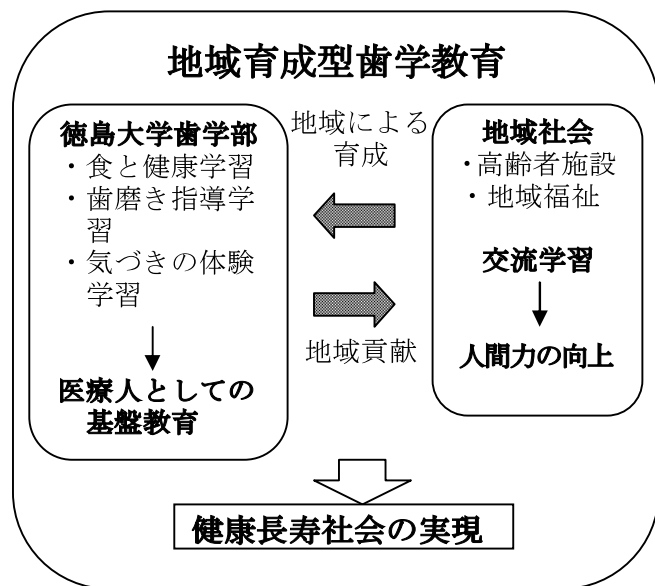 地域育成型歯学教育
徳島大学歯学部
・食と健康学習
・歯磨き指導学
習
・気づきの体験
学習
医療人としての
基盤教育
地域による
育成
地域貢献
地域社会
・高齢者施設
・地域福祉
交流学習
人間力の向上
健康長寿社会の実現